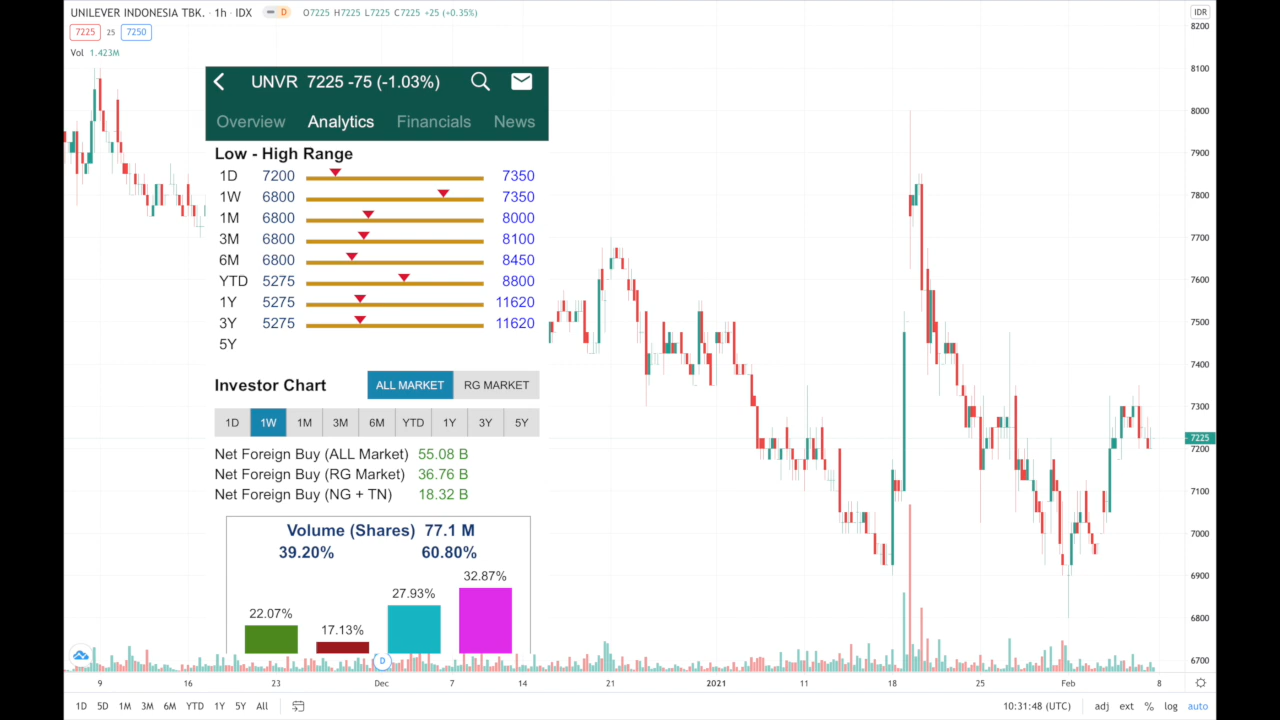 UNILEVER INDONESIA TBK. · 1h · IDX D O7225 H7225 L7225 C7225 +25 (+0.35%)
IDR
7225 25 7250
Vol 1.423M
UNVR 7225 -75 (-1.03%)
Overview Analytics Financials News
Low - High Range
1D 7200 7350
1W 6800 7350
1M 6800 8000
3M 6800 8100
6M 6800 8450
YTD 5275 8800
1Y 5275 11620
3Y 5275 11620
5Y
Investor Chart ALL MARKET RG MARKET
1D 1W 1M 3M 6M YTD 1Y 3Y 5Y
Net Foreign Buy (ALL Market) 55.08 B
Net Foreign Buy (RG Market) 36.76 B
Net Foreign Buy (NG + TN) 18.32 B
Volume (Shares) 77.1 M
39.20% 60.80%
22.07% 17.13% 27.93% 32.87%
D
8200
8100
8000
7900
7800
7700
7600
7500
7400
7300
7225
7200
7100
7000
6900
6800
6700
9 16 23 Dec 7 14 21 2021 11 18 25 Feb 8
1D 5D 1M 3M 6M YTD 1Y 5Y All 10:31:48 (UTC) adj ext % log auto